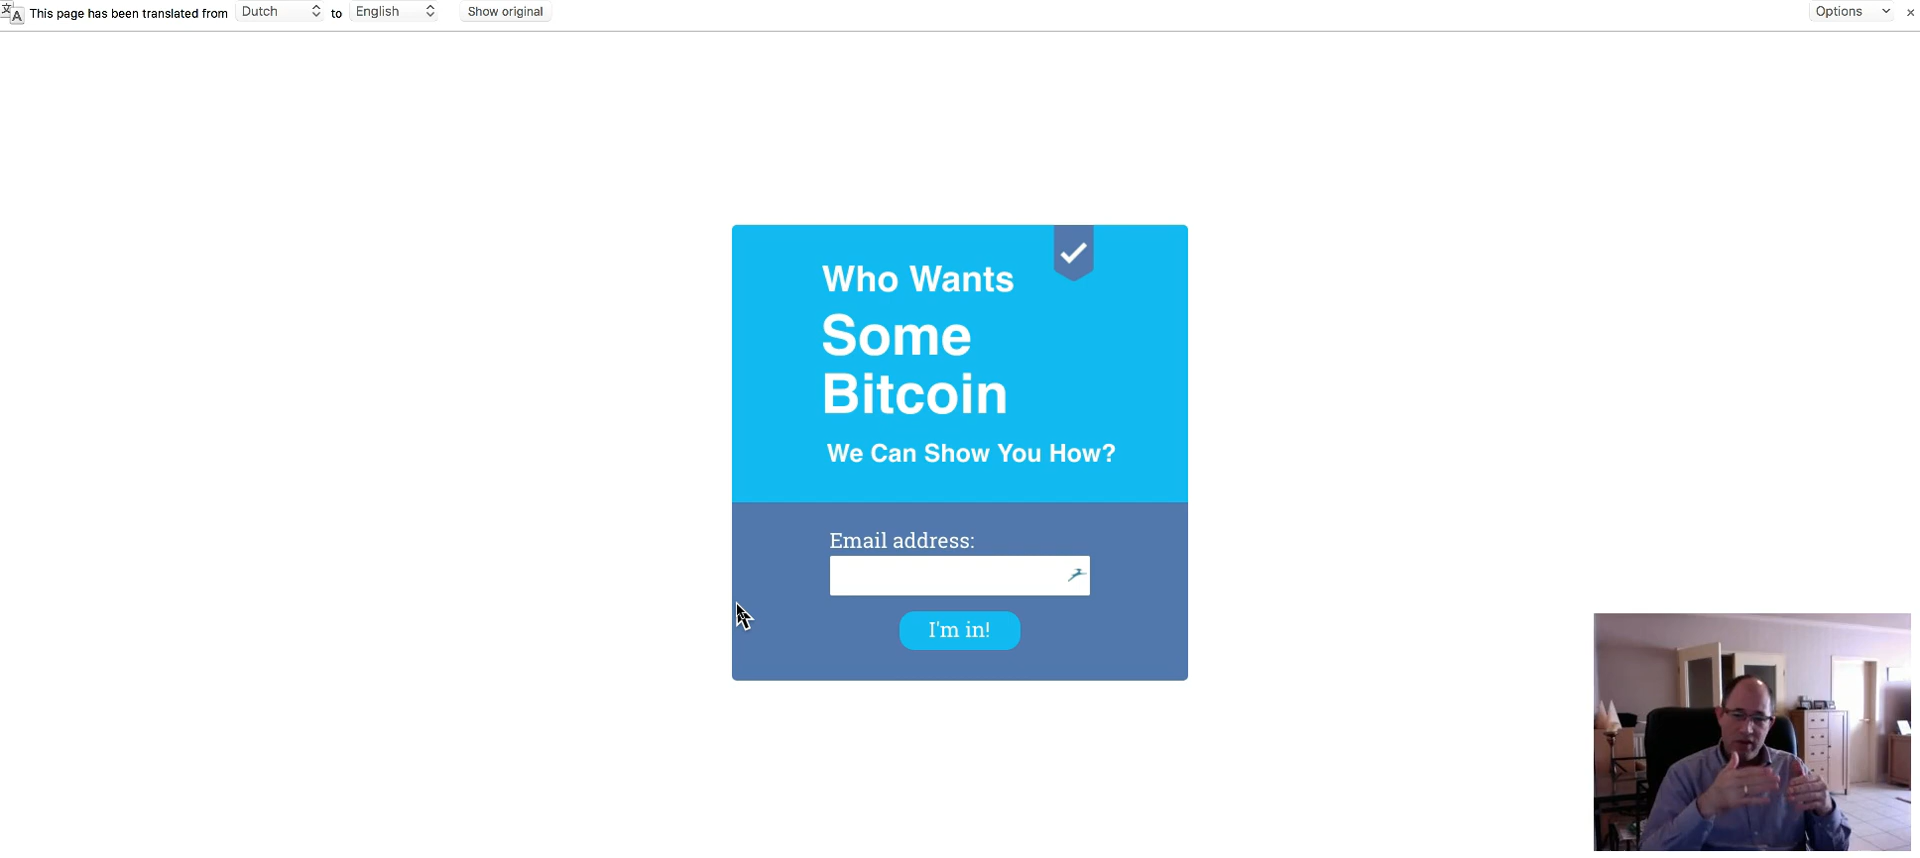 This page has been translated from Dutch to English Show original Options
Who Wants
Some
Bitcoin
We Can Show You How?
Email address:
I'm in!